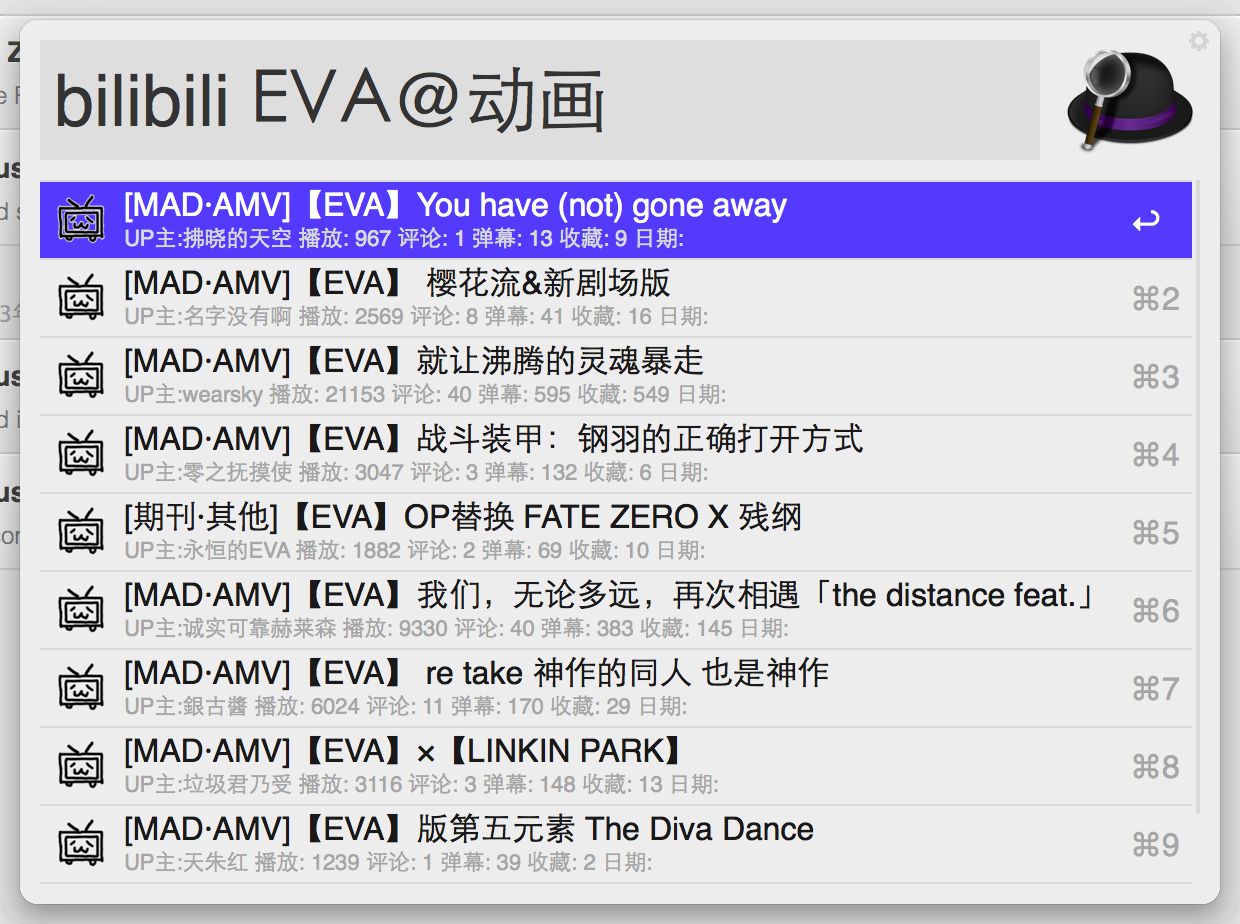 bilibili EVA@动画
[MAD·AMV]【EVA】You have (not) gone away
UP主:拂晓的天空 播放: 967 评论: 1 弹幕: 13 收藏: 9 日期:
[MAD·AMV]【EVA】 樱花流&新剧场版
UP主:名字没有啊 播放: 2569 评论: 8 弹幕: 41 收藏: 16 日期:
⌘2
[MAD·AMV]【EVA】就让沸腾的灵魂暴走
UP主:wearsky 播放: 21153 评论: 40 弹幕: 595 收藏: 549 日期:
⌘3
[MAD·AMV]【EVA】战斗装甲：钢羽的正确打开方式
UP主:零之抚摸使 播放: 3047 评论: 3 弹幕: 132 收藏: 6 日期:
⌘4
[期刊·其他]【EVA】OP替换 FATE ZERO X 残纲
UP主:永恒的EVA 播放: 1882 评论: 2 弹幕: 69 收藏: 10 日期:
⌘5
[MAD·AMV]【EVA】我们，无论多远，再次相遇「the distance feat.」
UP主:诚实可靠赫莱森 播放: 9330 评论: 40 弹幕: 383 收藏: 145 日期:
⌘6
[MAD·AMV]【EVA】 re take 神作的同人 也是神作
UP主:銀古醬 播放: 6024 评论: 11 弹幕: 170 收藏: 29 日期:
⌘7
[MAD·AMV]【EVA】×【LINKIN PARK】
UP主:垃圾君乃受 播放: 3116 评论: 3 弹幕: 148 收藏: 13 日期:
⌘8
[MAD·AMV]【EVA】版第五元素 The Diva Dance
UP主:天朱红 播放: 1239 评论: 1 弹幕: 39 收藏: 2 日期:
⌘9